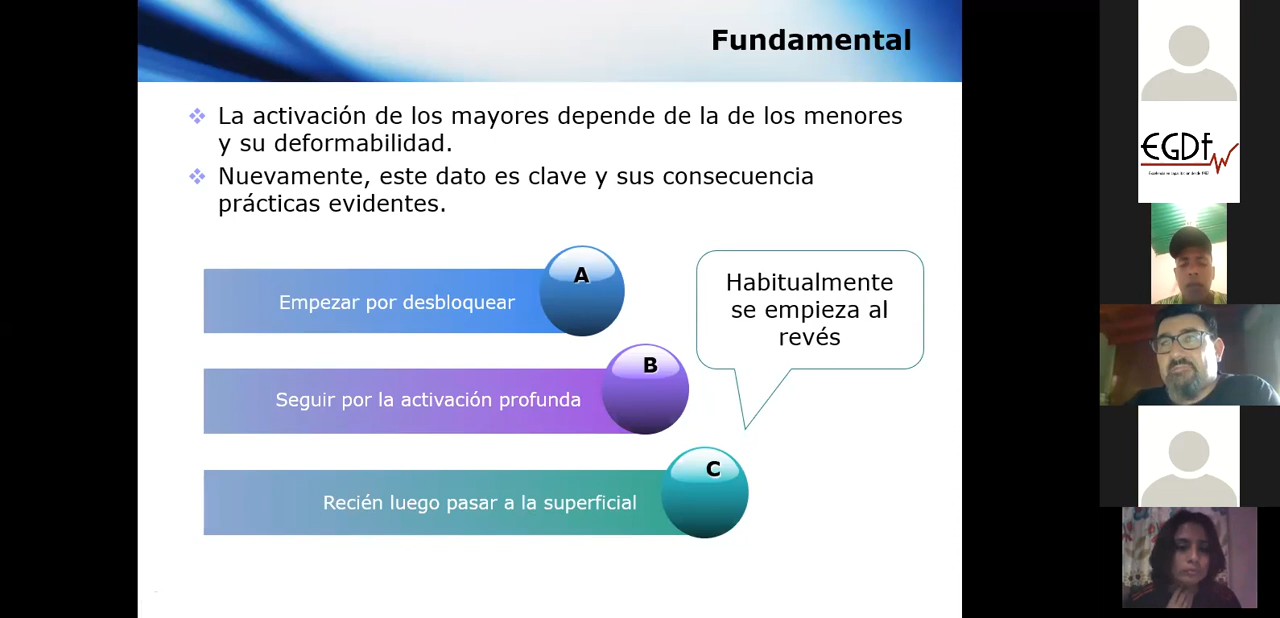 Fundamental
La activación de los mayores depende de la de los menores
y su deformabilidad.
Nuevamente, este dato es clave y sus consecuencia
prácticas evidentes.
A
Empezar por desbloquear
Habitualmente
se empieza al
revés
B
Seguir por la activación profunda
C
Recién luego pasar a la superficial
EGDf